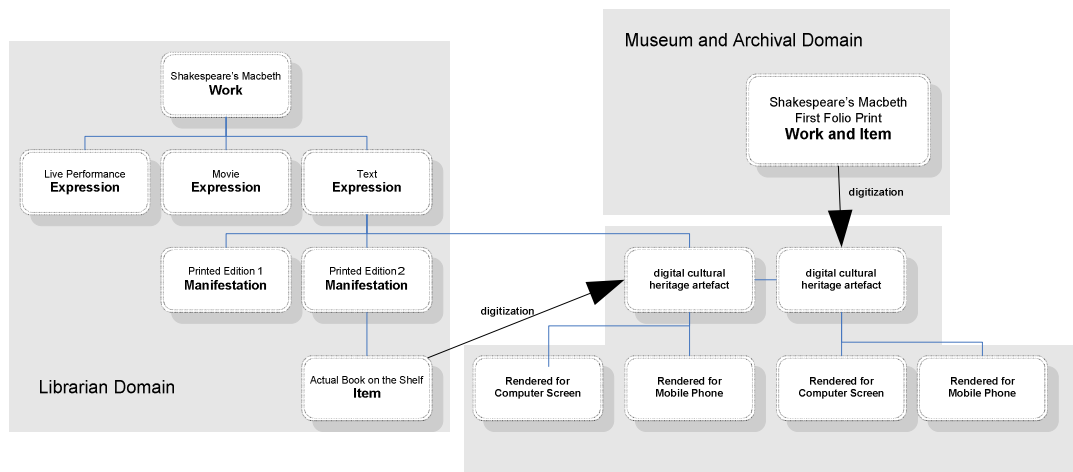 Museum and Archival Domain
Shakespeare's Macbeth
Work
Shakespeare's Macbeth
First Folio Print
Work and Item
Live Performance
Expression
Movie
Expression
Text
Expression
digitization
Printed Edition 1
Manifestation
Printed Edition 2
Manifestation
digital cultural
heritage artefact
digital cultural
heritage artefact
digitization
Librarian Domain
Actual Book on the Shelf
Item
Rendered for
Computer Screen
Rendered for
Mobile Phone
Rendered for
Computer Screen
Rendered for
Mobile Phone